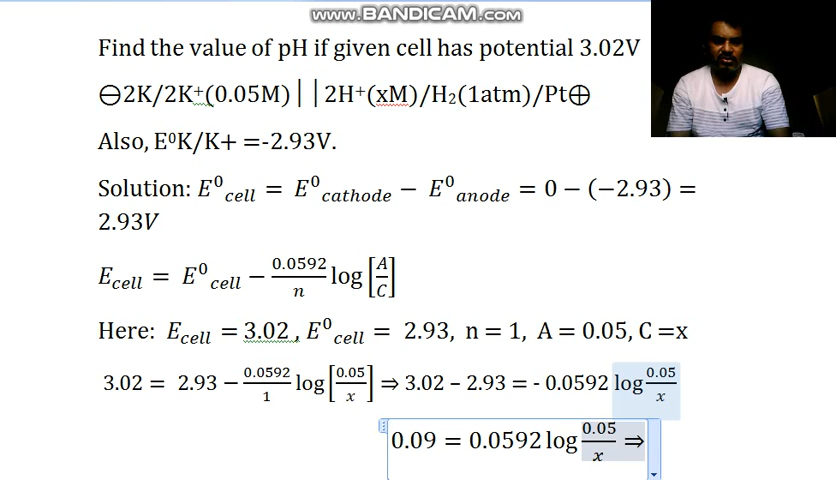 www.BANDICAM.com
Find the value of pH if given cell has potential 3.02V
⊖2K/2K⁺(0.05M)││2H⁺(xM)/H₂(1atm)/Pt⊕
Also, E⁰K/K+ =-2.93V.
Solution: E⁰cell = E⁰cathode − E⁰anode = 0 − (−2.93) =
2.93V
Ecell = E⁰cell − 0.0592/n log[A/C]
Here: Ecell = 3.02 , E⁰cell = 2.93, n = 1, A = 0.05, C =x
3.02 = 2.93 − 0.0592/1 log[0.05/x] ⇒ 3.02 – 2.93 = - 0.0592 log 0.05/x
0.09 = 0.0592 log 0.05/x ⇒